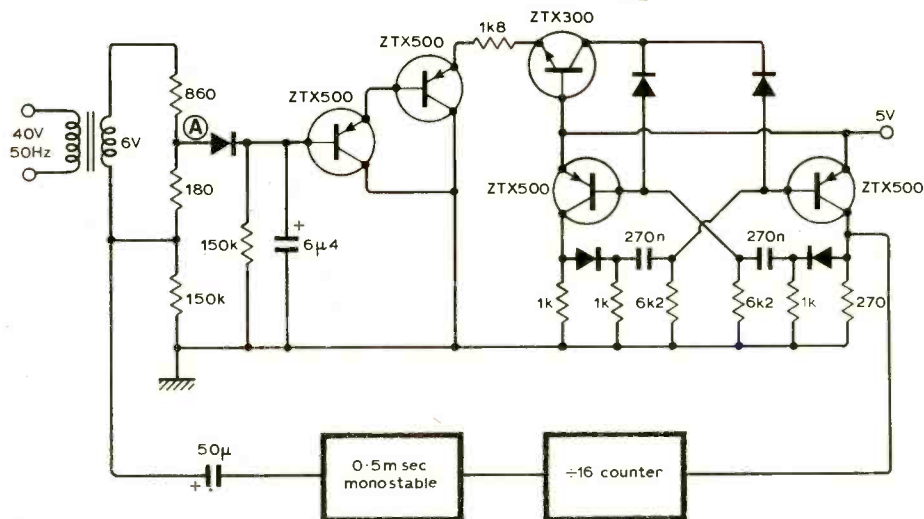 1k8
ZTX300
ZTX500
ZTX500
860
A
5V
40V
50Hz
6V
ZTX500
ZTX500
180
150k
6μ4
270n
270n
150k
1k
1k
6k2
6k2
1k
270
50μ
0·5m sec
monostable
÷16 counter